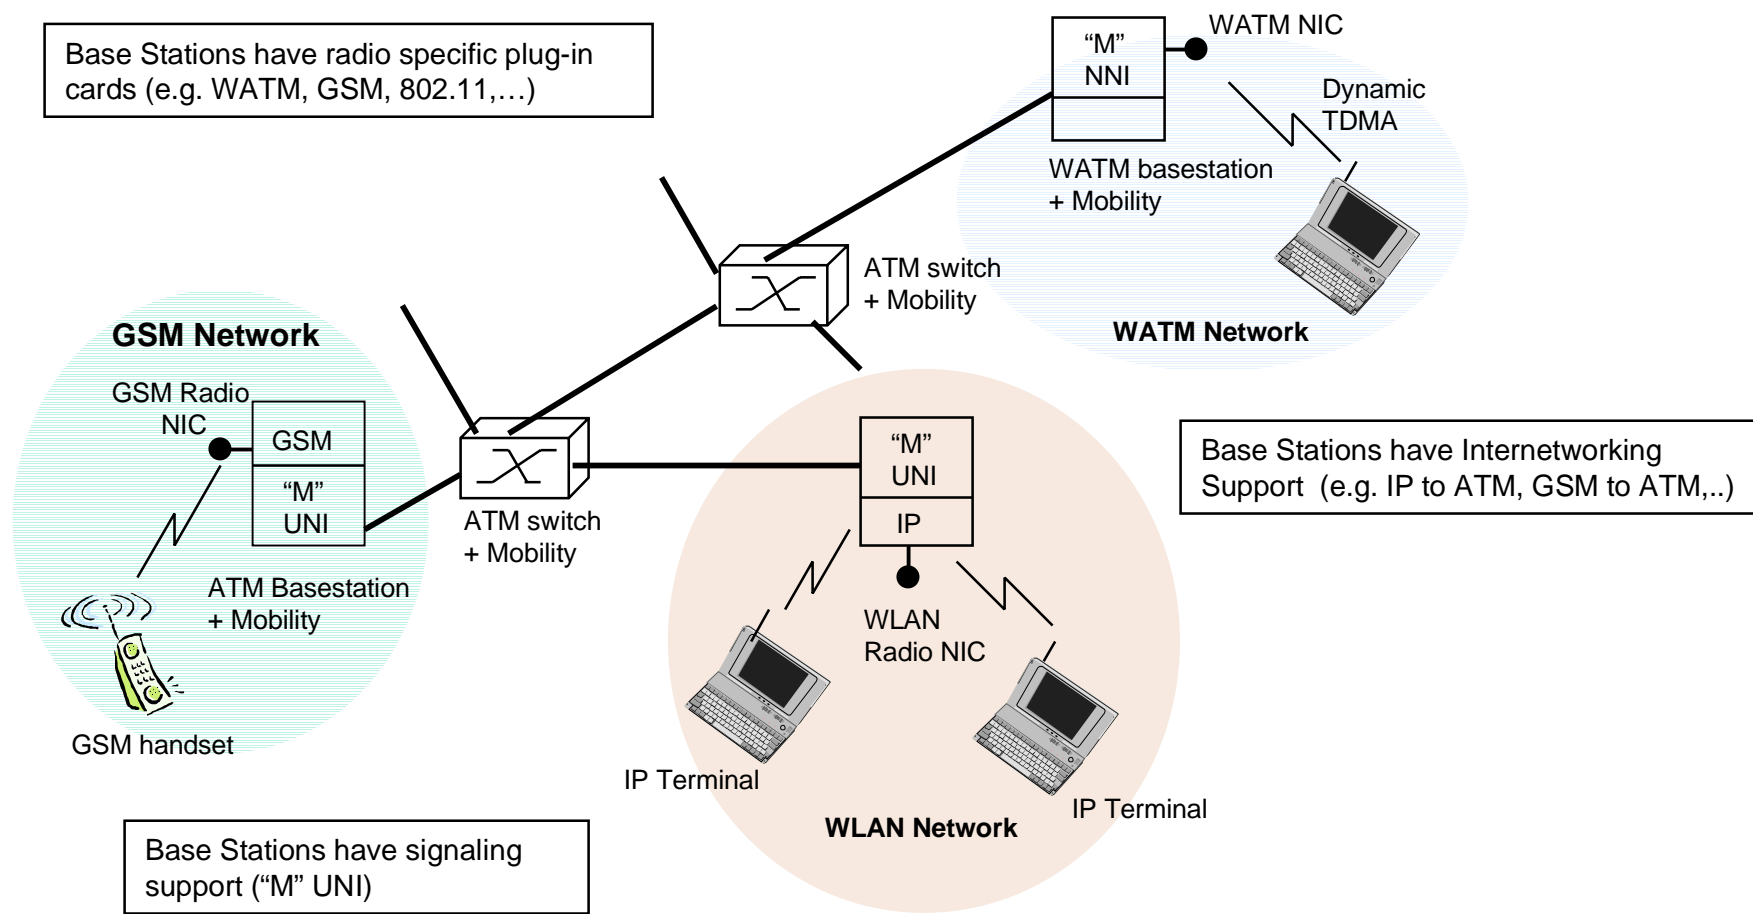 Base Stations have radio specific plug-in
cards (e.g. WATM, GSM, 802.11,…)
“M”
NNI
WATM NIC
Dynamic
TDMA
WATM basestation
+ Mobility
WATM Network
ATM switch
+ Mobility
GSM Network
GSM Radio
NIC
GSM
“M”
UNI
ATM Basestation
+ Mobility
GSM handset
ATM switch
+ Mobility
“M”
UNI
IP
WLAN
Radio NIC
IP Terminal
IP Terminal
WLAN Network
Base Stations have Internetworking
Support  (e.g. IP to ATM, GSM to ATM,..)
Base Stations have signaling
support (“M” UNI)